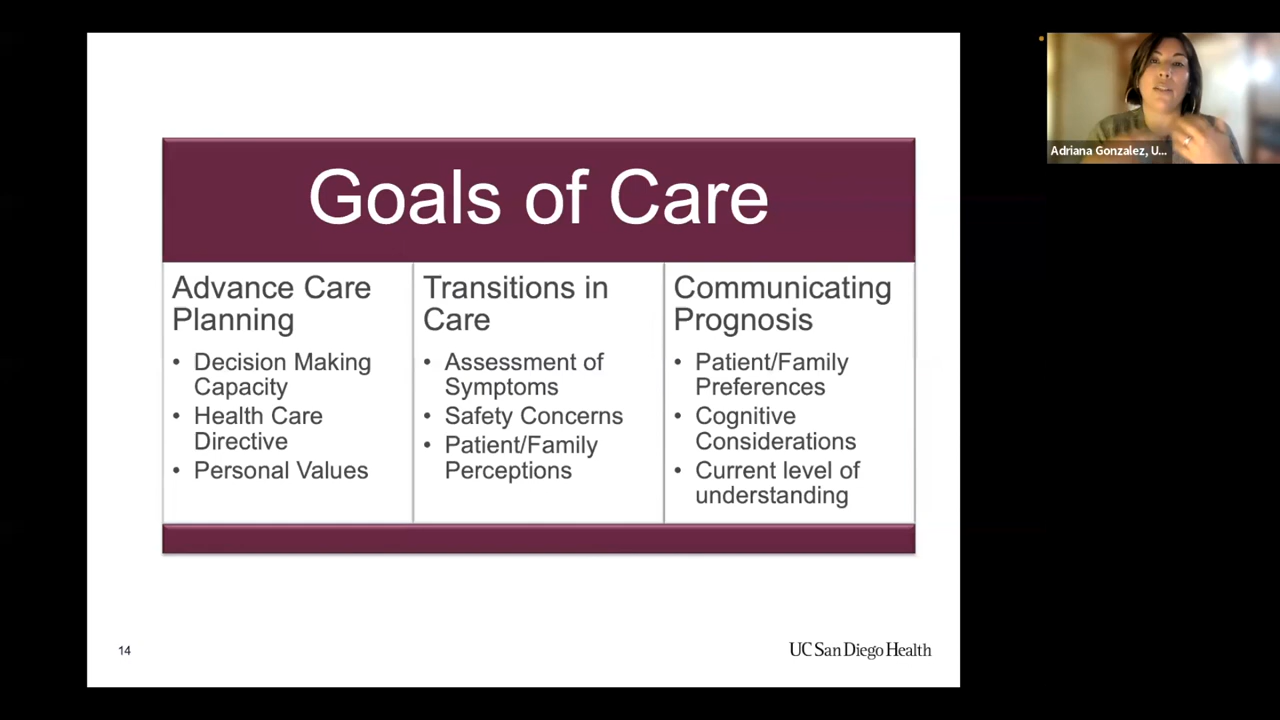 Goals of Care
Advance Care
Planning
• Decision Making
Capacity
• Health Care
Directive
• Personal Values
Transitions in
Care
• Assessment of
Symptoms
• Safety Concerns
• Patient/Family
Perceptions
Communicating
Prognosis
• Patient/Family
Preferences
• Cognitive
Considerations
• Current level of
understanding
14
UC San Diego Health
Adriana Gonzalez, U...